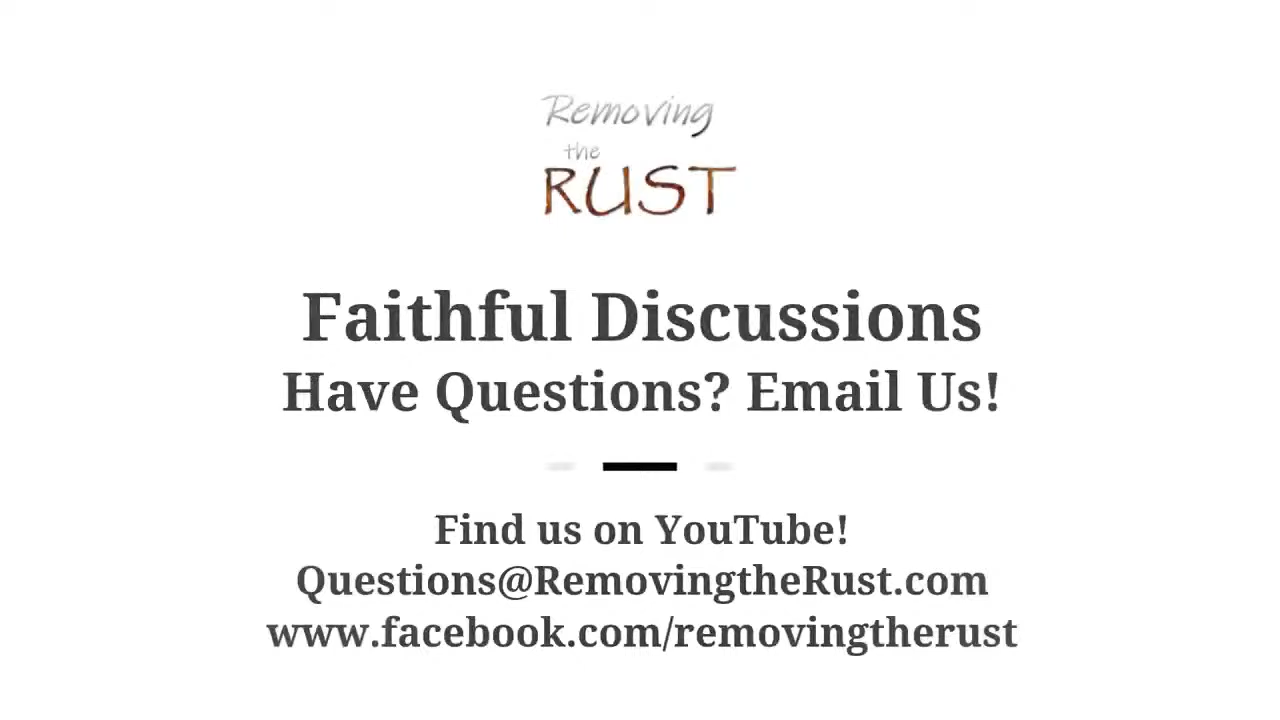 Removing
the
RUST
Faithful Discussions
Have Questions? Email Us!
Find us on YouTube!
Questions@RemovingtheRust.com
www.facebook.com/removingtherust